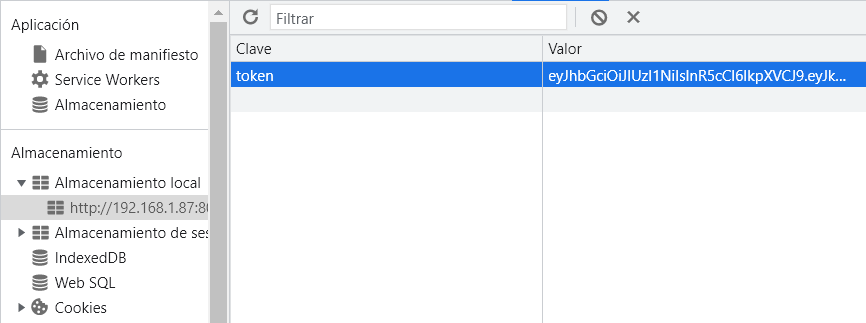 Aplicación
Archivo de manifiesto
Service Workers
Almacenamiento
Almacenamiento
Almacenamiento local
http://192.168.1.87:80
Almacenamiento de ses
IndexedDB
Web SQL
Cookies
Filtrar
Clave Valor
token eyJhbGciOiJIUzI1NiIsInR5cCI6IkpXVCJ9.eyJk...